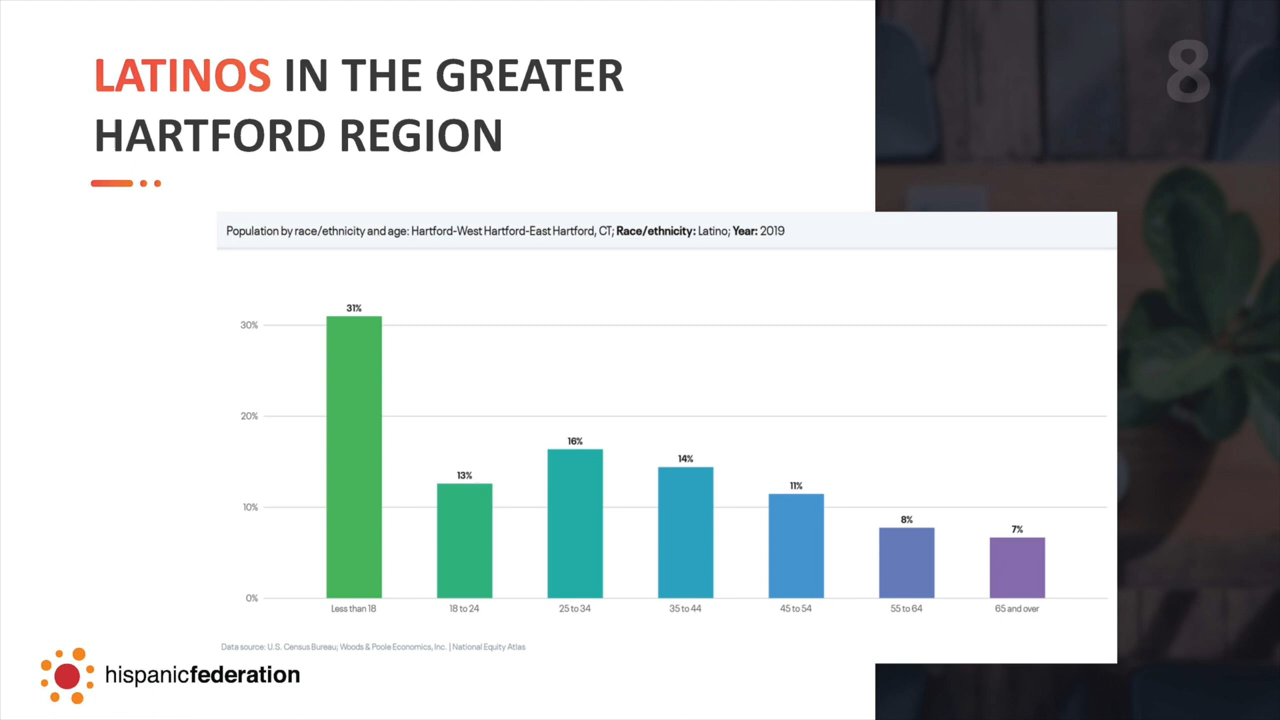 LATINOS IN THE GREATER
HARTFORD REGION
8
Population by race/ethnicity and age: Hartford-West Hartford-East Hartford, CT; Race/ethnicity: Latino; Year: 2019
31%
30%
16%
20%
14%
13%
11%
10%
8%
7%
0%
Less than 18
18 to 24
25 to 34
35 to 44
45 to 54
55 to 64
65 and over
Data source: U.S. Census Bureau; Woods & Poole Economics, Inc. | National Equity Atlas
hispanicfederation